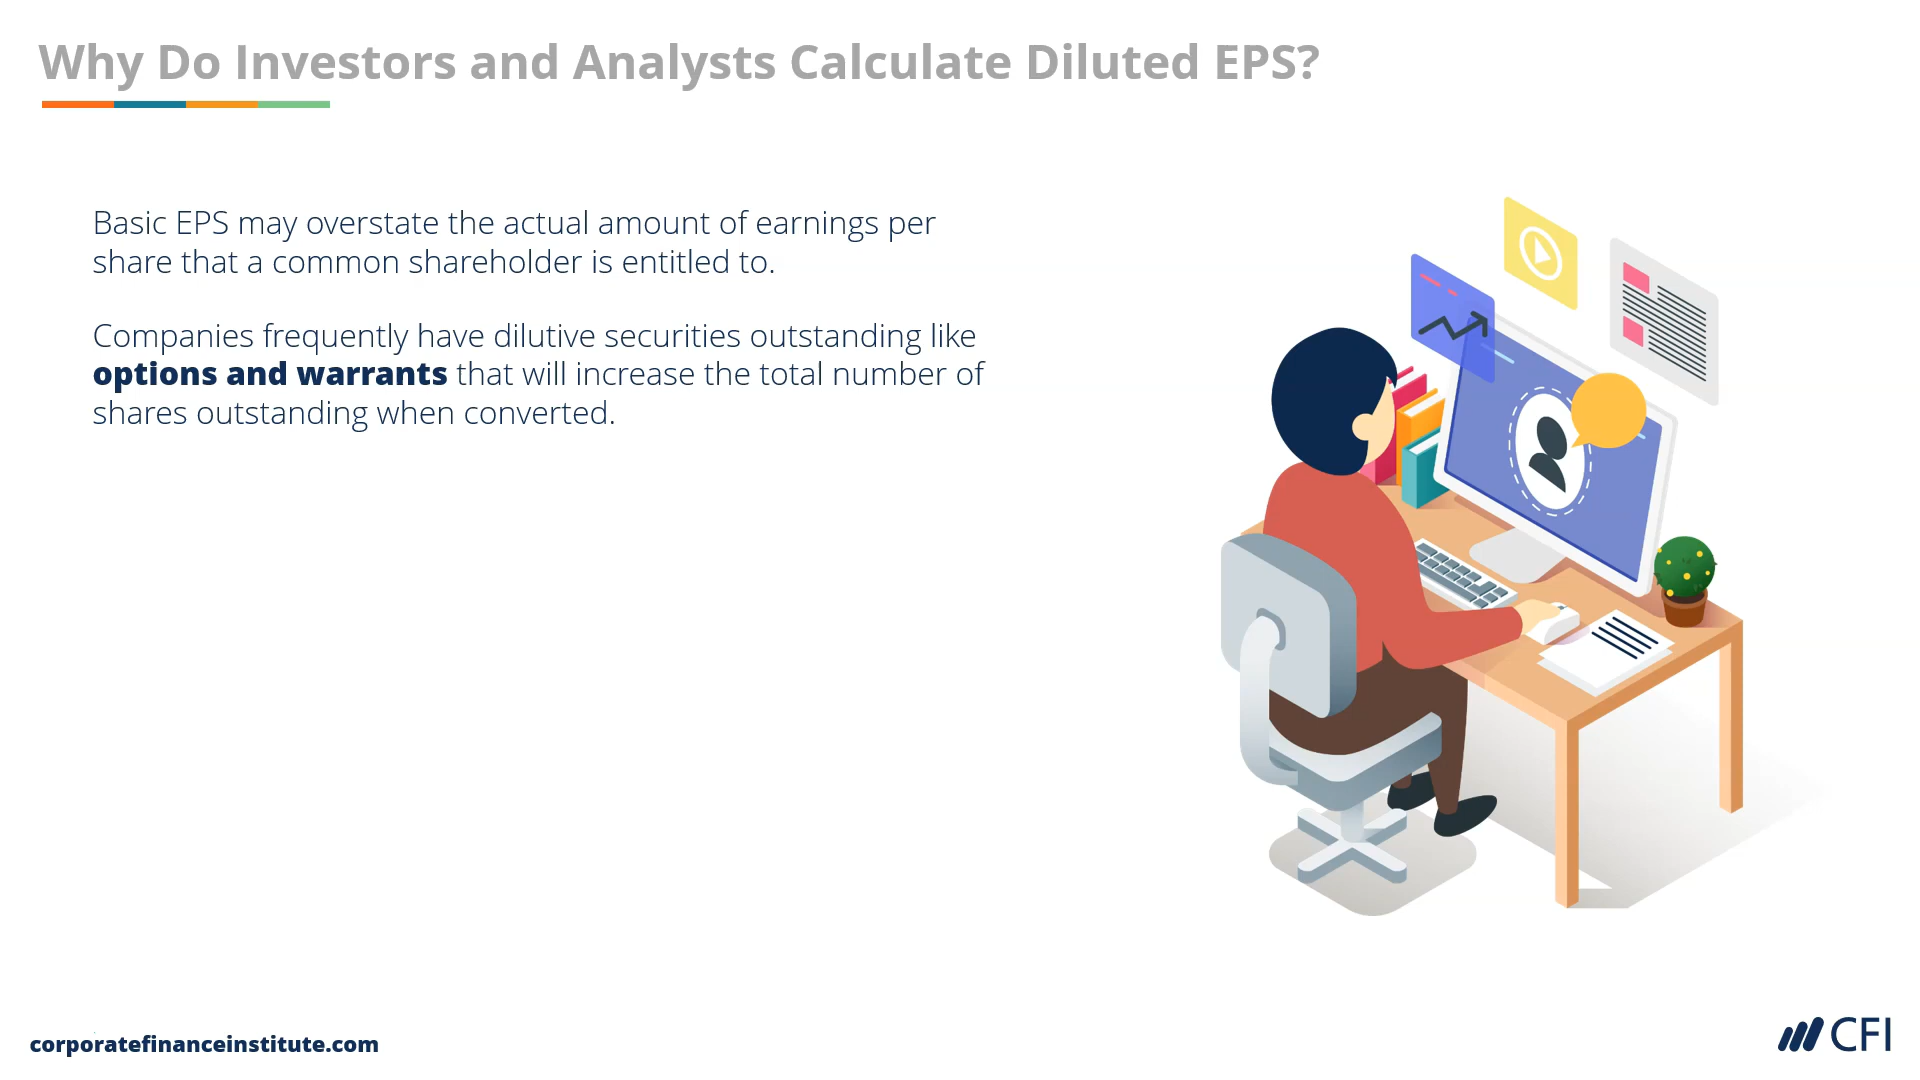 Why Do Investors and Analysts Calculate Diluted EPS?
Basic EPS may overstate the actual amount of earnings per
share that a common shareholder is entitled to.
Companies frequently have dilutive securities outstanding like
options and warrants that will increase the total number of
shares outstanding when converted.
corporatefinanceinstitute.com
CFI